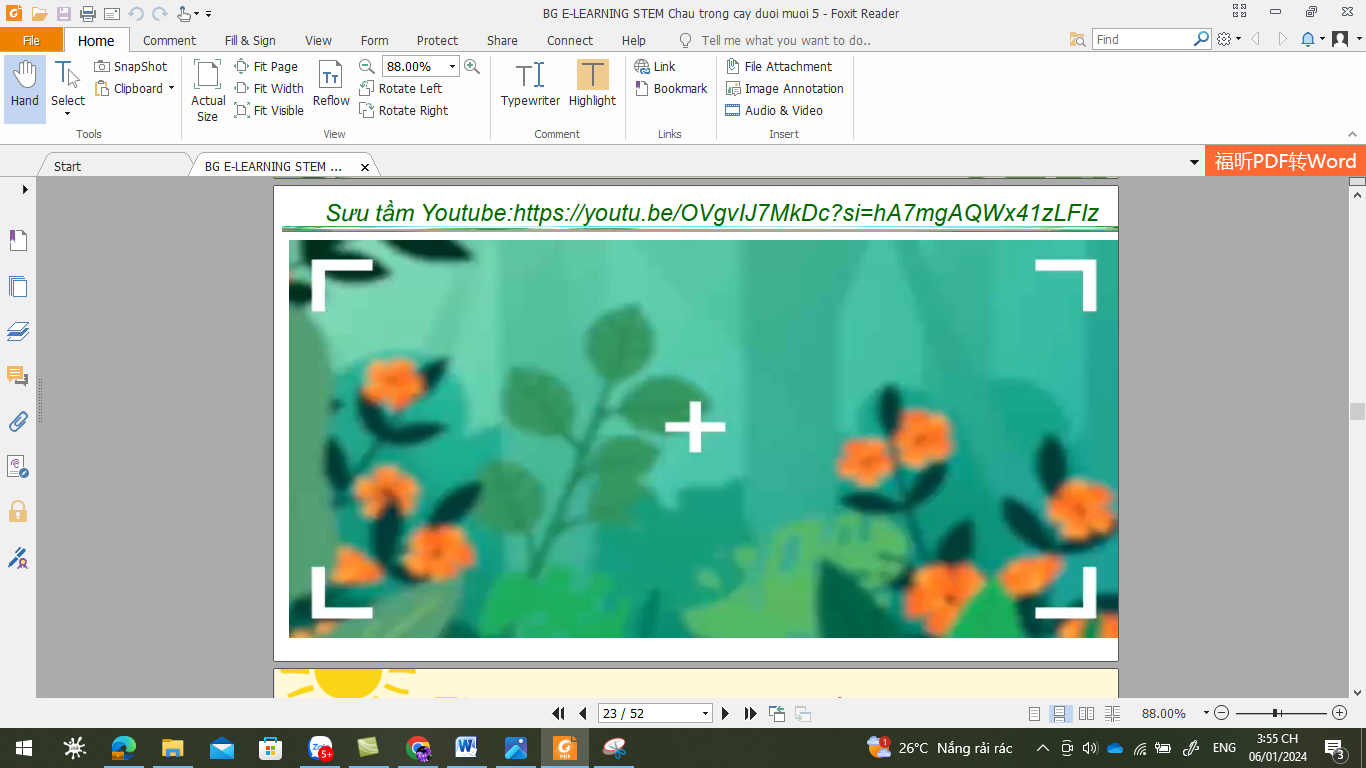 BG E-LEARNING STEM Chau trong cay duoi muoi 5 - Foxit Reader
File Home Comment Fill & Sign View Form Protect Share Connect Help Tell me what you want to do.. Find
Hand
Select
SnapShot
Clipboard
Tools
Actual Size
Fit Page
Fit Width
Fit Visible
Reflow
88.00%
Rotate Left
Rotate Right
View
Typewriter
Highlight
Comment
Link
Bookmark
Links
File Attachment
Image Annotation
Audio & Video
Insert
Start
BG E-LEARNING STEM ...
福昕PDF转Word
Sưu tầm Youtube:https://youtu.be/OVgvIJ7MkDc?si=hA7mgAQWx41zLFIz
23 / 52
88.00%
26°C Nắng rải rác
ENG
3:55 CH
06/01/2024